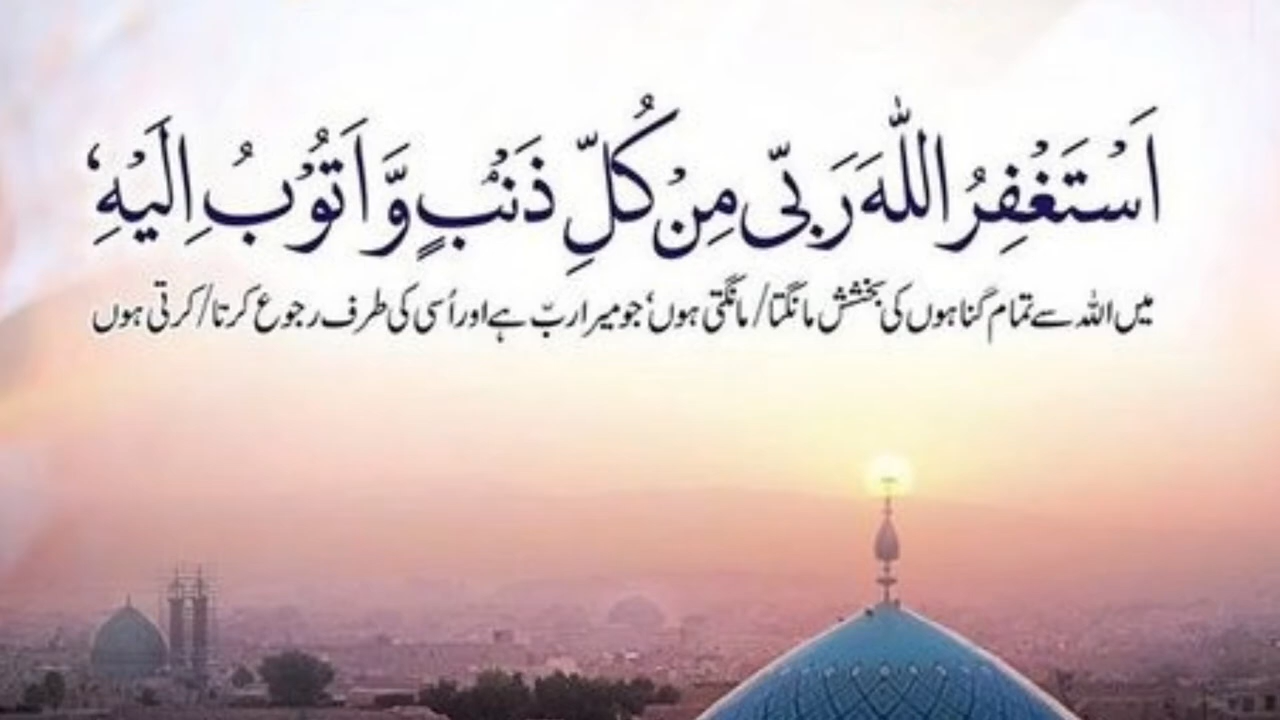 اَسْتَغْفِرُ اللّٰهَ رَبِّیْ مِنْ كُلِّ ذَنْۢبٍ وَّ اَتُوْبُ اِلَیْهِ‘
میں اللہ سے تمام گناہوں کی بخشش مانگتا/مانگتی ہوں‘ جو میرا ربّ ہے اور اُسی کی طرف رجوع کرتا/کرتی ہوں